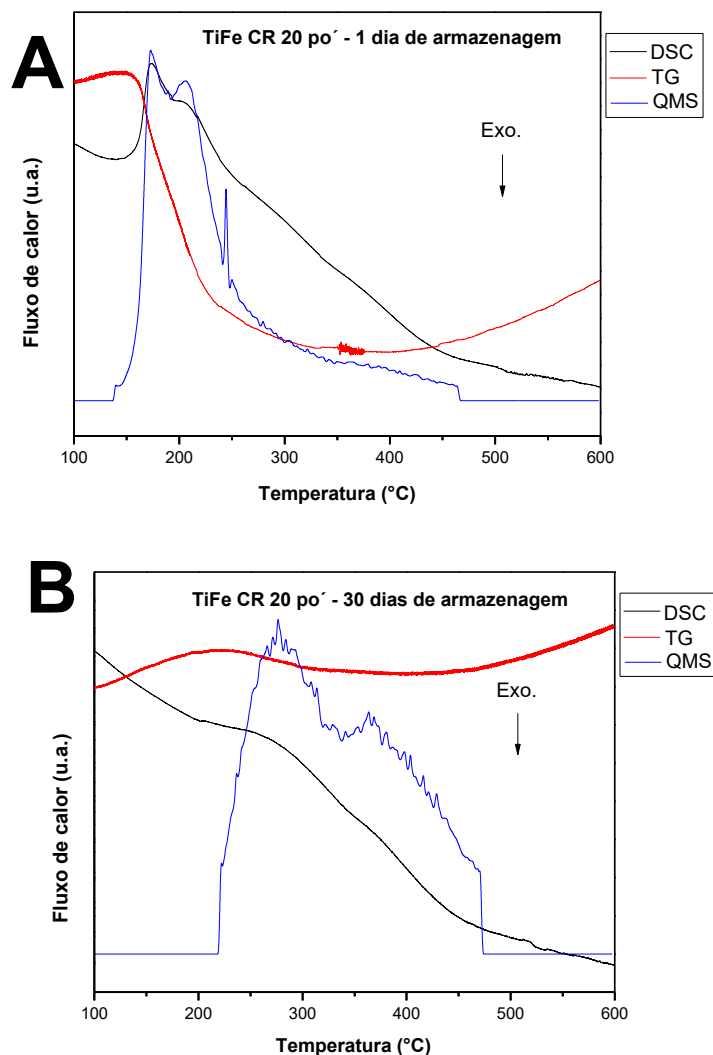 A
TiFe CR 20 po´ - 1 dia de armazenagem
DSC
TG
QMS
Exo.
Fluxo de calor (u.a.)
100 200 300 400 500 600
Temperatura (°C)
B
TiFe CR 20 po´ - 30 dias de armazenagem
DSC
TG
QMS
Exo.
Fluxo de calor (u.a.)
100 200 300 400 500 600
Temperatura (°C)